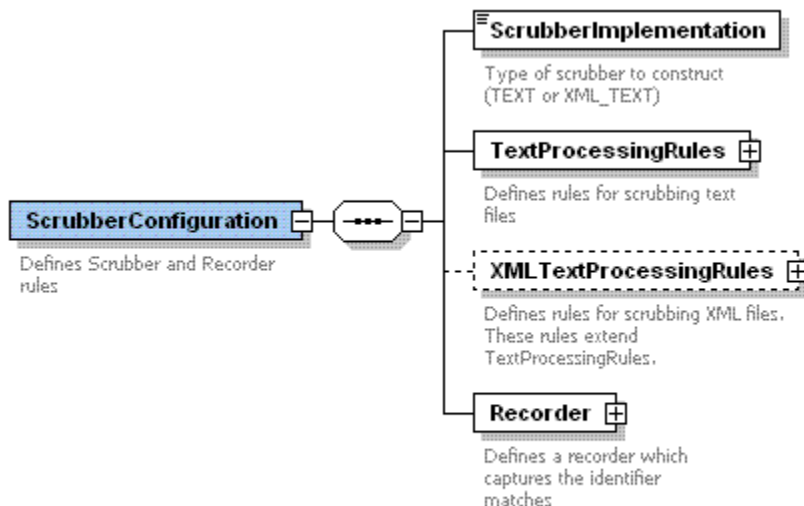 ScrubberImplementation
Type of scrubber to construct
(TEXT or XML_TEXT)
TextProcessingRules
Defines rules for scrubbing text
files
ScrubberConfiguration
Defines Scrubber and Recorder
rules
XMLTextProcessingRules
Defines rules for scrubbing XML files.
These rules extend
TextProcessingRules.
Recorder
Defines a recorder which
captures the identifier
matches